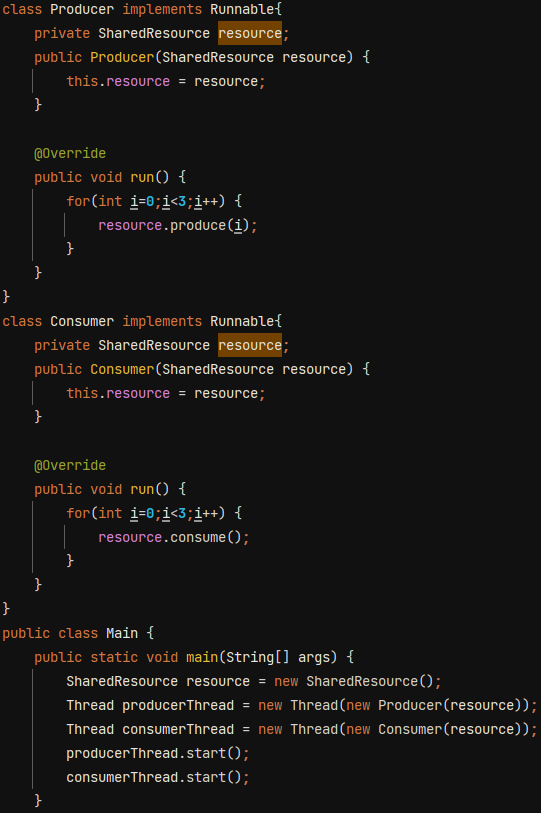 class Producer implements Runnable{
    private SharedResource resource;
    public Producer(SharedResource resource) {
        this.resource = resource;
    }

    @Override
    public void run() {
        for(int i=0;i<3;i++) {
            resource.produce(i);
        }
    }
}
class Consumer implements Runnable{
    private SharedResource resource;
    public Consumer(SharedResource resource) {
        this.resource = resource;
    }

    @Override
    public void run() {
        for(int i=0;i<3;i++) {
            resource.consume();
        }
    }
}
public class Main {
    public static void main(String[] args) {
        SharedResource resource = new SharedResource();
        Thread producerThread = new Thread(new Producer(resource));
        Thread consumerThread = new Thread(new Consumer(resource));
        producerThread.start();
        consumerThread.start();
    }